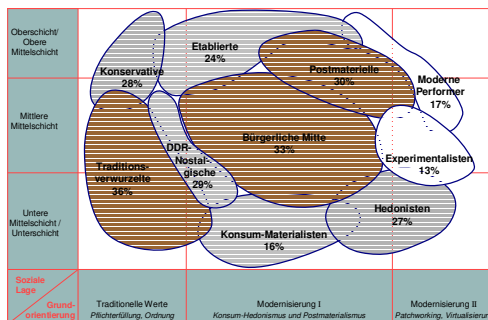 Oberschicht/
Obere
Mittelschicht
Etablierte
24%
Konservative
28%
Postmaterielle
30%
Moderne
Performer
17%
Mittlere
Mittelschicht
Bürgerliche Mitte
33%
DDR-
Nostal-
gische
29%
Traditions-
verwurzelte
36%
Experimentalisten
13%
Untere
Mittelschicht /
Unterschicht
Hedonisten
27%
Konsum-Materialisten
16%
Soziale
Lage
Grund-
orientierung
Traditionelle Werte
Pflichterfüllung, Ordnung
Modernisierung I
Konsum-Hedonismus und Postmaterialismus
Modernisierung II
Patchworking, Virtualisierung